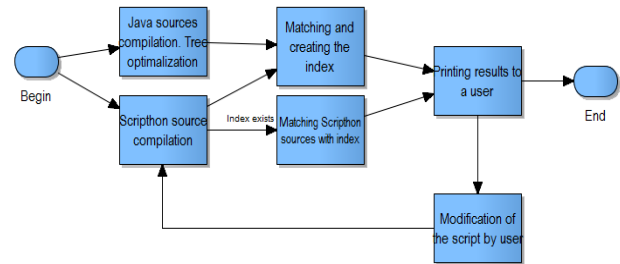 Java sources
compilation. Tree
optimalization
Matching and
creating the
index
Printing results to
a user
Begin
End
Scripthon source
compilation
Index exists
Matching Scripthon
sources with index
Modification of
the script by user